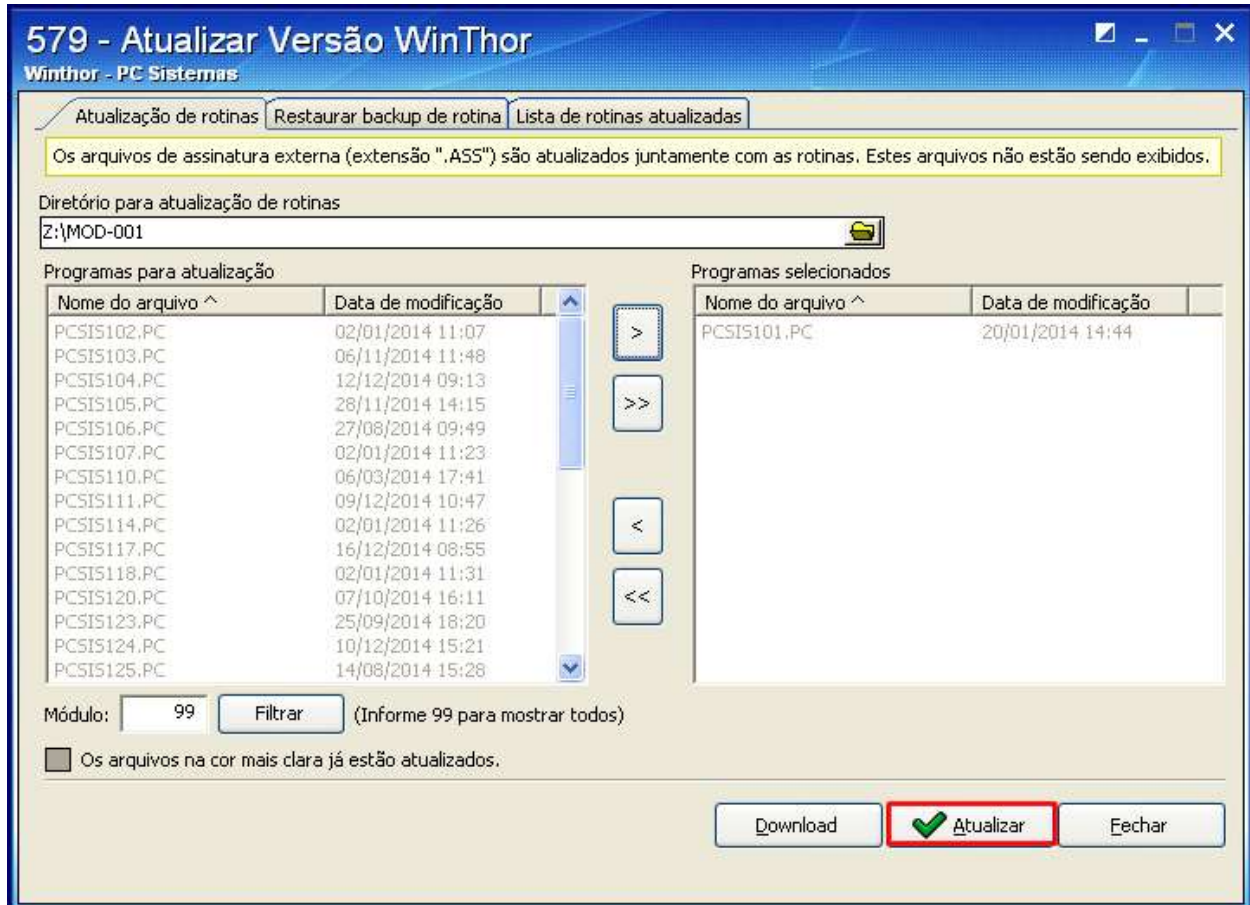 579 - Atualizar Versão WinThor
Winthor - PC Sistemas
Atualização de rotinas Restaurar backup de rotina Lista de rotinas atualizadas
Os arquivos de assinatura externa (extensão ".ASS") são atualizados juntamente com as rotinas. Estes arquivos não estão sendo exibidos.
Diretório para atualização de rotinas
Z:\MOD-001
Programas para atualização
Nome do arquivo ^ Data de modificação
PCSIS102.PC 02/01/2014 11:07
PCSIS103.PC 06/11/2014 11:48
PCSIS104.PC 12/12/2014 09:13
PCSIS105.PC 28/11/2014 14:15
PCSIS106.PC 27/08/2014 09:49
PCSIS107.PC 02/01/2014 11:23
PCSIS110.PC 06/03/2014 17:41
PCSIS111.PC 09/12/2014 10:47
PCSIS114.PC 02/01/2014 11:26
PCSIS117.PC 16/12/2014 08:55
PCSIS118.PC 02/01/2014 11:31
PCSIS120.PC 07/10/2014 16:11
PCSIS123.PC 25/09/2014 18:20
PCSIS124.PC 10/12/2014 15:21
PCSIS125.PC 14/08/2014 15:28
>
>>
<
<<
Programas selecionados
Nome do arquivo ^ Data de modificação
PCSIS101.PC 20/01/2014 14:44
Módulo: 99 Filtrar (Informe 99 para mostrar todos)
Os arquivos na cor mais clara já estão atualizados.
Download Atualizar Fechar